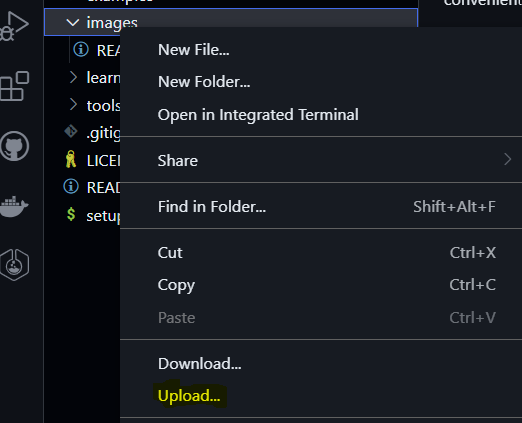 examples
convenient
images
New File...
REA
New Folder...
learn
Open in Integrated Terminal
tools
.gitig
Share
LICE
READ
Find in Folder... Shift+Alt+F
$ setup
Cut Ctrl+X
Copy Ctrl+C
Paste Ctrl+V
Download...
Upload...